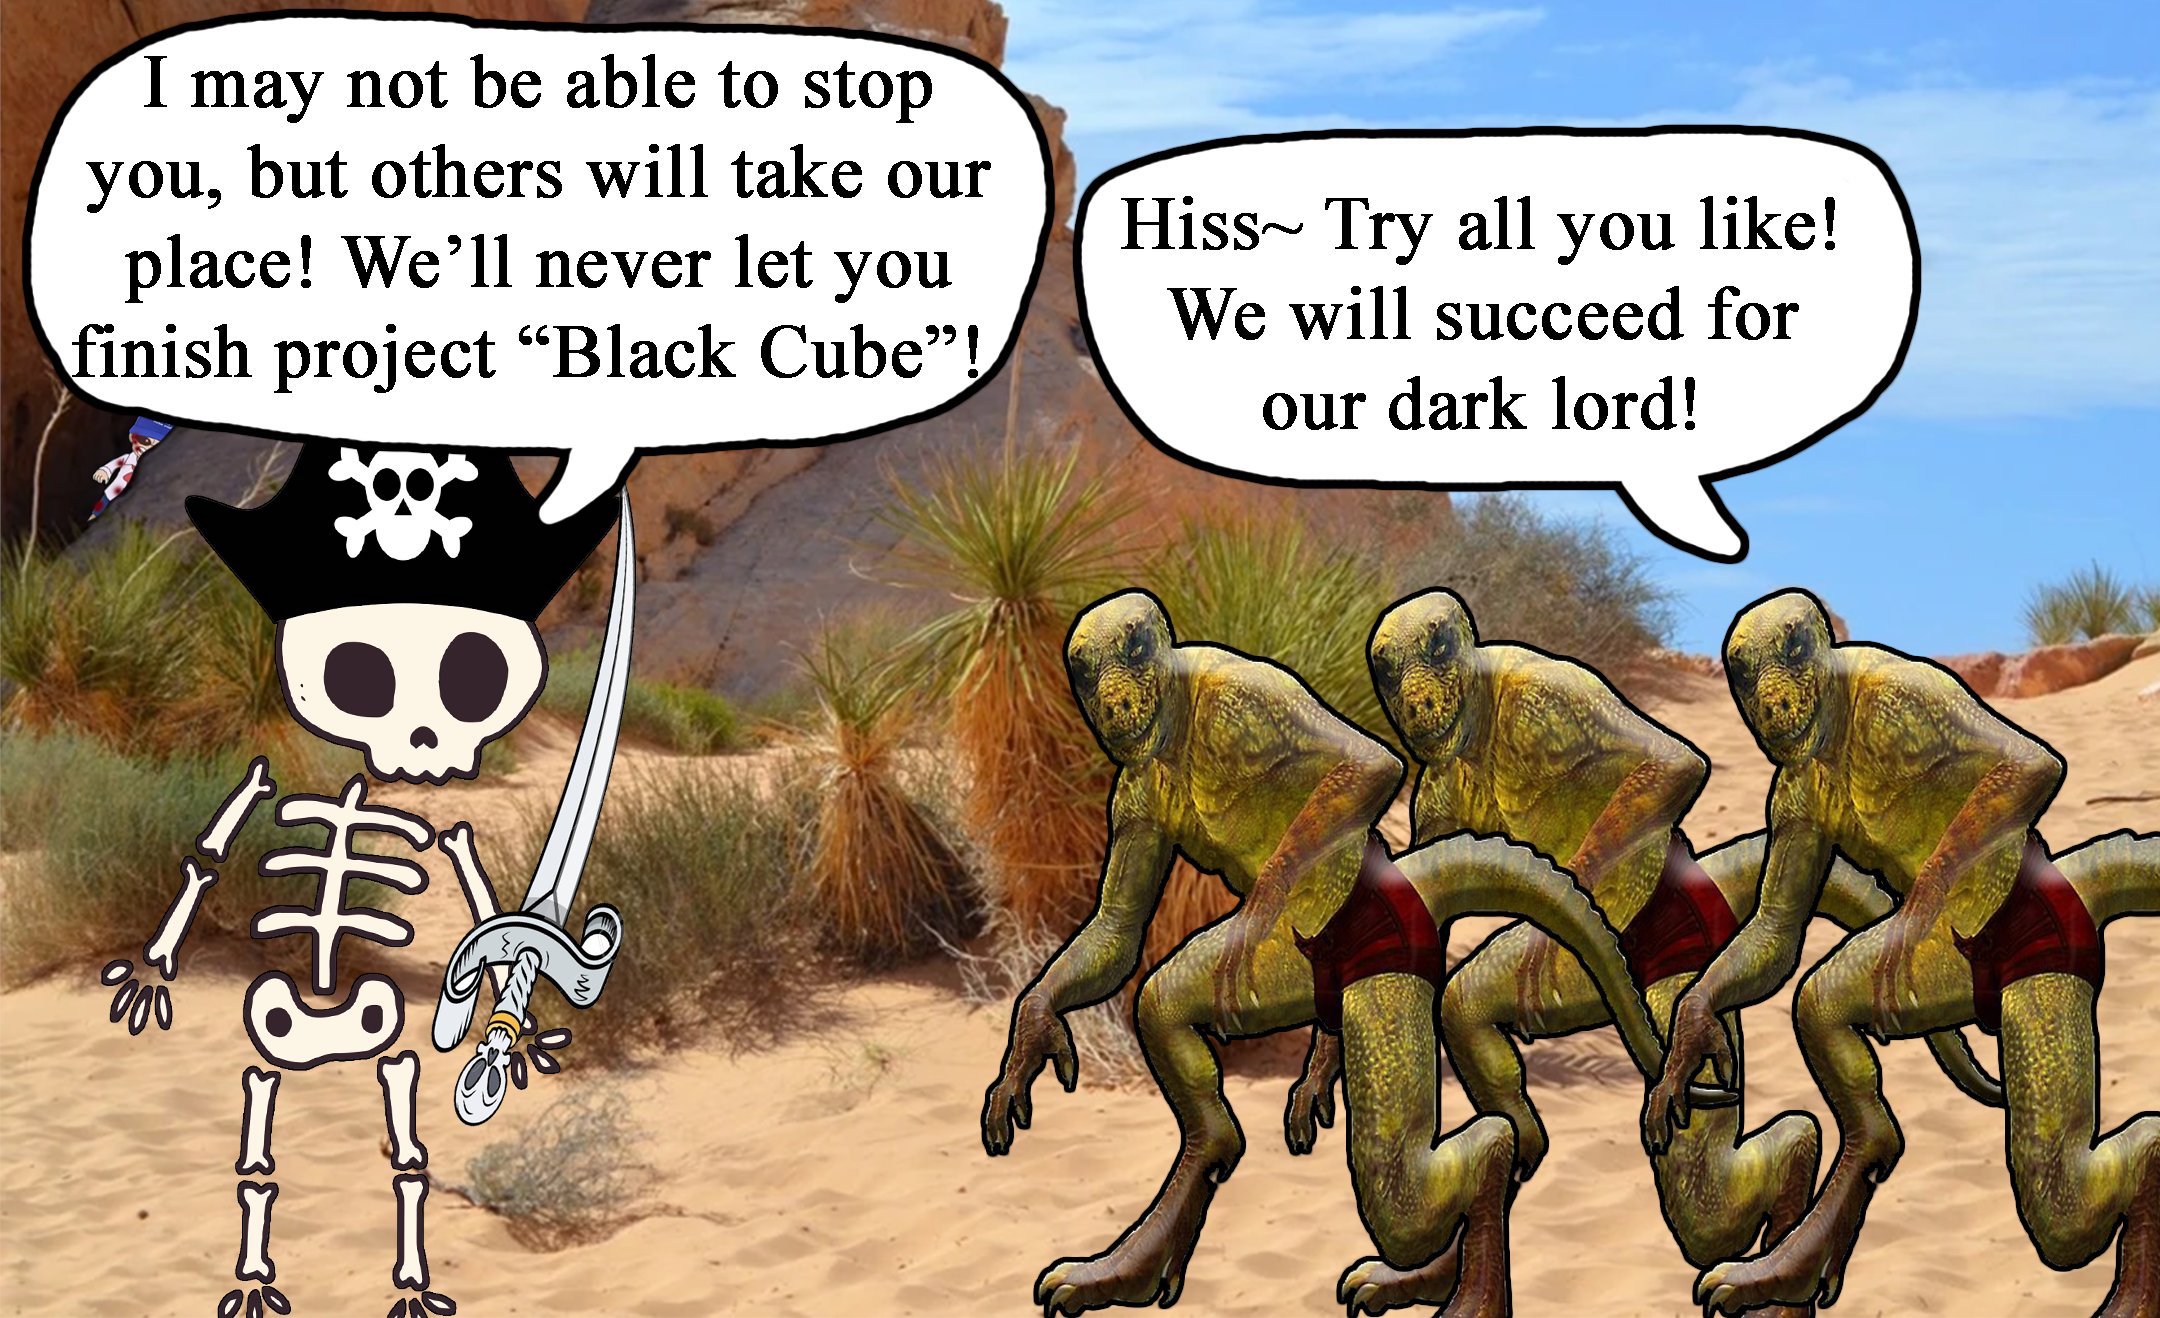 I may not be able to stop
you, but others will take our
place! We’ll never let you
finish project “Black Cube”!
Hiss~ Try all you like!
We will succeed for
our dark lord!